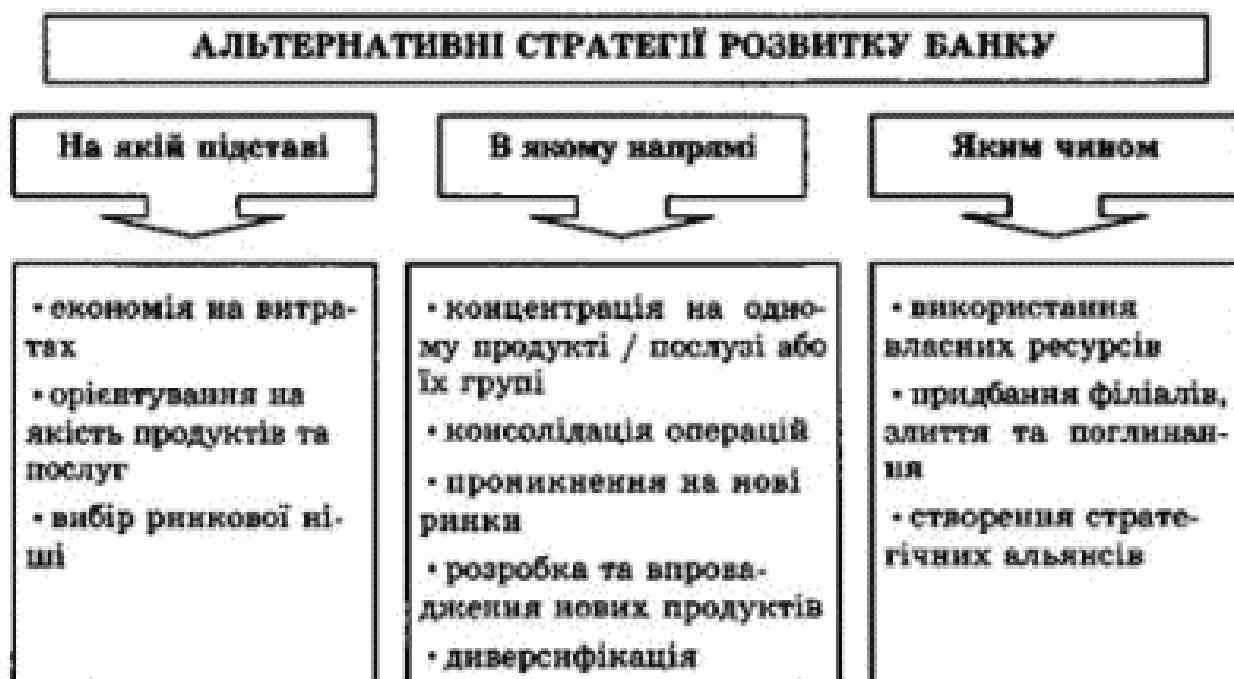 АЛЬТЕРНАТИВНІ СТРАТЕГІЇ РОЗВИТКУ БАНКУ
На якій підставі
В якому напрямі
Яким чином
• економія на витра-
тах
• орієнтування на
якість продуктів та
послуг
• вибір ринкової ні-
ші
• концентрація на одно-
му продукті / послузі або
їх групі
• консолідація операцій
• проникнення на нові
ринки
• розробка та впрова-
дження нових продуктів
• диверсифікація
• використання
власних ресурсів
• придбання філіалів,
злиття та поглинан-
ня
• створення страте-
гічних альянсів